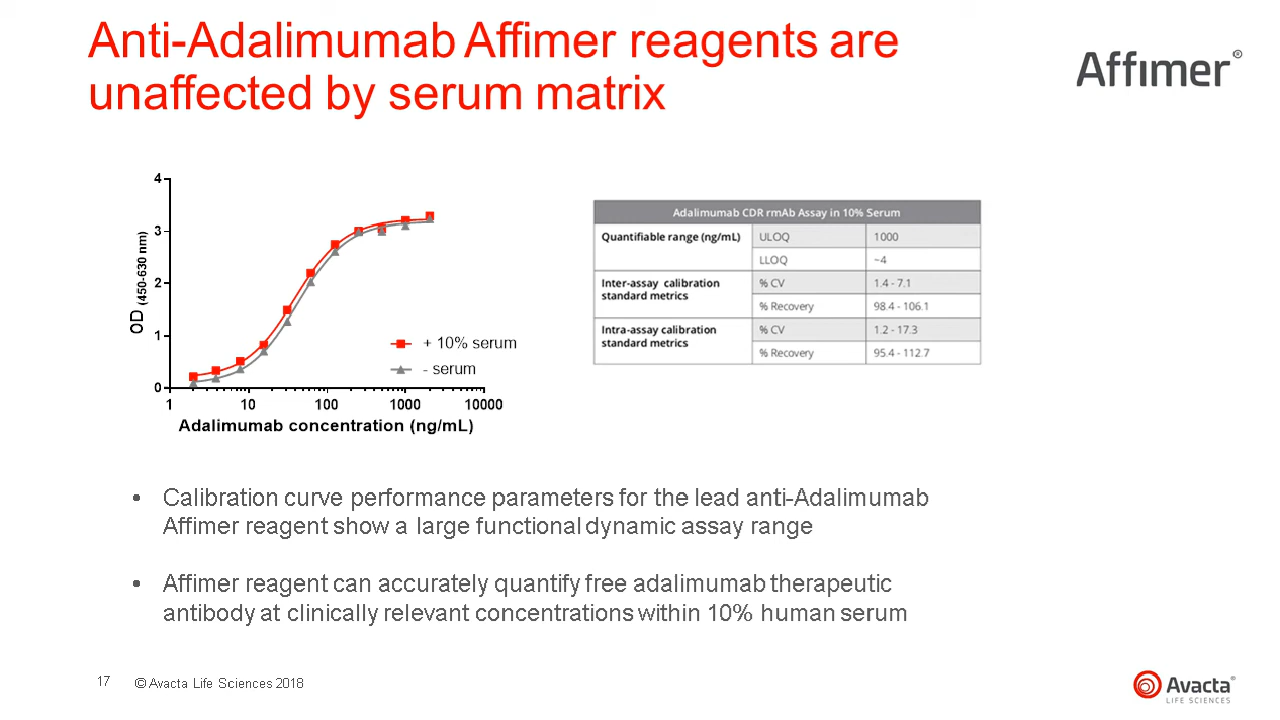 Anti-Adalimumab Affimer reagents are
unaffected by serum matrix
Affimer®
4
3
2
1
0
OD (450-630 nm)
+ 10% serum
- serum
1 10 100 1000 10000
Adalimumab concentration (ng/mL)
Adalimumab CDR rmAb Assay in 10% Serum
Quantifiable range (ng/mL) ULOQ 1000
LLOQ ~4
Inter-assay calibration
standard metrics
% CV 1.4 - 7.1
% Recovery 98.4 - 106.1
Intra-assay calibration
standard metrics
% CV 1.2 - 17.3
% Recovery 95.4 - 112.7
• Calibration curve performance parameters for the lead anti-Adalimumab
Affimer reagent show a large functional dynamic assay range
• Affimer reagent can accurately quantify free adalimumab therapeutic
antibody at clinically relevant concentrations within 10% human serum
17 © Avacta Life Sciences 2018
Avacta®
LIFE SCIENCES